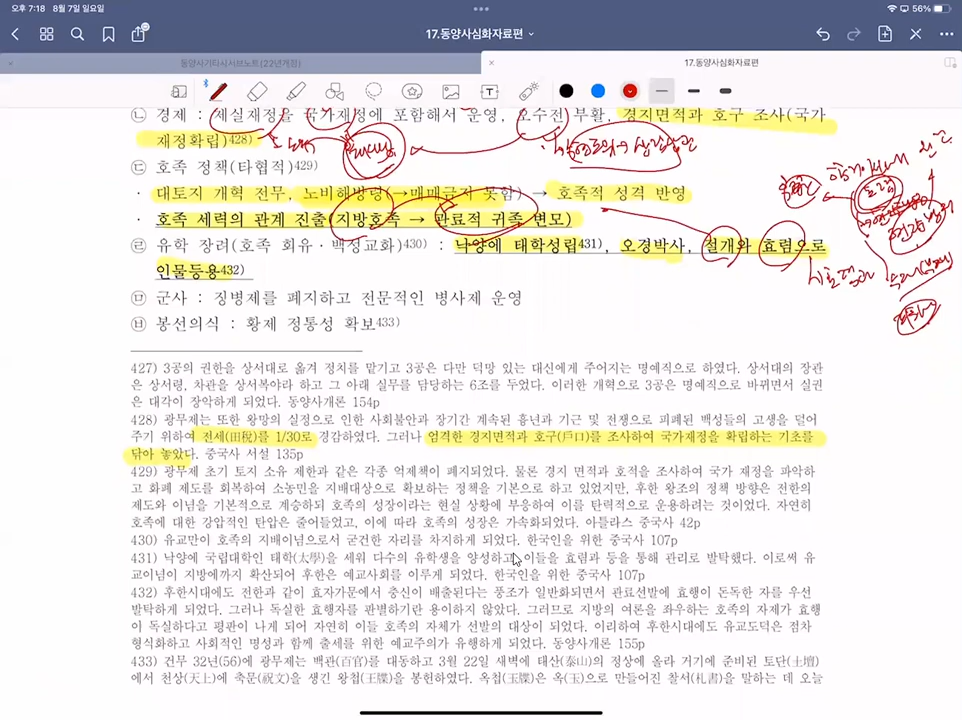 오후 7:18 8월 7일 일요일
56%
17.동양사심화자료편
동양사기타시서브노트(22년개정)
17.동양사심화자료편
㉡ 경제 : 제실재정을 국가재정에 포함해서 운영, 오수전 부활, 경지면적과 호구 조사(국가
재정확립)428)
㉢ 호족 정책(타협적)429)
· 대토지 개혁 전무, 노비해방령(→매매금지 못함) → 호족적 성격 반영
· 호족 세력의 관계 진출(지방호족 → 관료적 귀족 면모)
㉣ 유학 장려(호족 회유·백정교화)430) : 낙양에 태학성립431), 오경박사, 절개와 효렴으로
인물등용432)
㉤ 군사 : 징병제를 폐지하고 전문적인 병사제 운영
㉥ 봉선의식 : 황제 정통성 확보433)
427) 3공의 권한을 상서대로 옮겨 정치를 맡기고 3공은 다만 덕망 있는 대신에게 주어지는 명예직으로 하였다. 상서대의 장관
은 상서령, 차관을 상서복야라 하고 그 아래 실무를 담당하는 6조를 두었다. 이러한 개혁으로 3공은 명예직으로 바뀌면서 실권
은 대각이 장악하게 되었다. 동양사개론 154p
428) 광무제는 또한 왕망의 실정으로 인한 사회불안과 장기간 계속된 흉년과 기근 및 전쟁으로 피폐된 백성들의 고생을 덜어
주기 위하여 전세(田稅)를 1/30로 경감하였다. 그러나 엄격한 경지면적과 호구(戶口)를 조사하여 국가재정을 확립하는 기초를
닦아 놓았다. 중국사 서설 135p
429) 광무제 초기 토지 소유 제한과 같은 각종 억제책이 폐지되었다. 물론 경지 면적과 호적을 조사하여 국가 재정을 파악하
고 화폐 제도를 회복하여 소농민을 지배대상으로 확보하는 정책을 기본으로 하고 있었지만, 후한 왕조의 정책 방향은 전한의
제도와 이념을 기본적으로 계승하되 호족의 성장이라는 현실 상황에 부응하여 이를 탄력적으로 운용하려는 것이었다. 자연히
호족에 대한 강압적인 탄압은 줄어들었고, 이에 따라 호족의 성장은 가속화되었다. 아틀라스 중국사 42p
430) 유교만이 호족의 지배이념으로서 굳건한 자리를 차지하게 되었다. 한국인을 위한 중국사 107p
431) 낙양에 국립대학인 태학(太學)을 세워 다수의 유학생을 양성하고 이들을 효렴과 등을 통해 관리로 발탁했다. 이로써 유
교이념이 지방에까지 확산되어 후한은 예교사회를 이루게 되었다. 한국인을 위한 중국사 107p
432) 후한시대에도 전한과 같이 효자가문에서 충신이 배출된다는 풍조가 일반화되면서 관료선발에 효행이 돈독한 자를 우선
발탁하게 되었다. 그러나 독실한 효행자를 판별하기란 용이하지 않았다. 그러므로 지방의 여론을 좌우하는 호족의 자제가 효행
이 독실하다고 평판이 나게 되어 자연히 이들 호족의 자제가 선발의 대상이 되었다. 이리하여 후한시대에도 유교도덕은 점차
형식화하고 사회적인 명성과 함께 출세를 위한 예교주의가 유행하게 되었다. 동양사개론 155p
433) 건무 32년(56)에 광무제는 백관(百官)를 대동하고 3월 22일 새벽에 태산(泰山)의 정상에 올라 거기에 준비된 토단(土壇)
에서 천상(天上)에 축문(祝文)을 생긴 왕첩(王牒)을 봉헌하였다. 옥첩(玉牒)은 옥(玉)으로 만들어진 찰서(札書)을 말하는 데 오늘